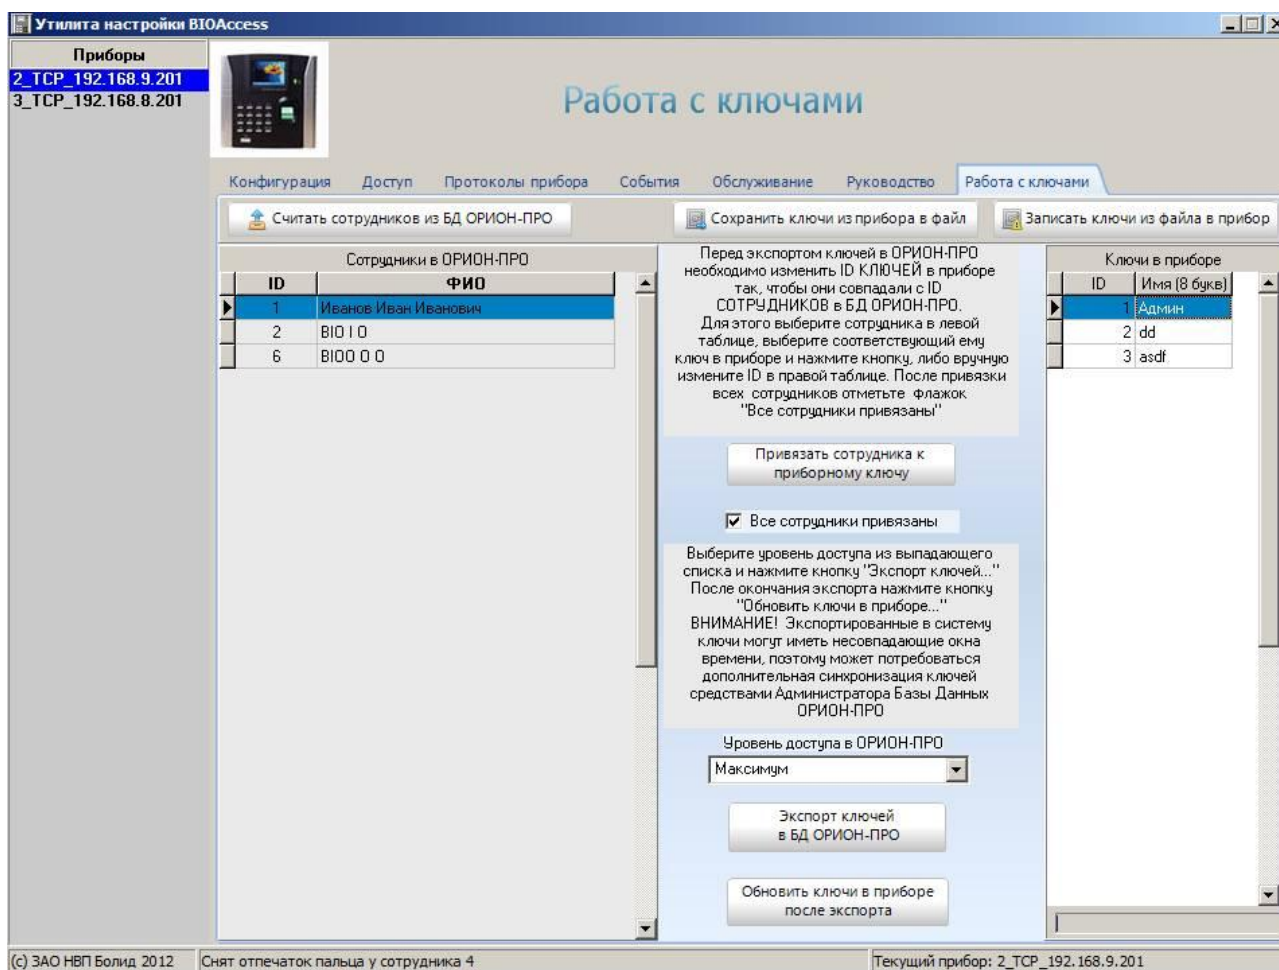 Утилита настройки BIOAccess
Приборы
2_TCP_192.168.9.201
3_TCP_192.168.8.201
Работа с ключами
Конфигурация Доступ Протоколы прибора События Обслуживание Руководство Работа с ключами
Считать сотрудников из БД ОРИОН-ПРО Сохранить ключи из прибора в файл Записать ключи из файла в прибор
Сотрудники в ОРИОН-ПРО
ID ФИО
1 Иванов Иван Иванович
2 BIO I O
6 BIOO O O
Перед экспортом ключей в ОРИОН-ПРО
необходимо изменить ID КЛЮЧЕЙ в приборе
так, чтобы они совпадали с ID
СОТРУДНИКОВ в БД ОРИОН-ПРО.
Для этого выберите сотрудника в левой
таблице, выберите соответствующий ему
ключ в приборе и нажмите кнопку, либо вручную
измените ID в правой таблице. После привязки
всех сотрудников отметьте флажок
"Все сотрудники привязаны"
Привязать сотрудника к
приборному ключу
Все сотрудники привязаны
Выберите уровень доступа из выпадающего
списка и нажмите кнопку "Экспорт ключей..."
После окончания экспорта нажмите кнопку
"Обновить ключи в приборе..."
ВНИМАНИЕ! Экспортированные в систему
ключи могут иметь несовпадающие окна
времени, поэтому может потребоваться
дополнительная синхронизация ключей
средствами Администратора Базы Данных
ОРИОН-ПРО
Уровень доступа в ОРИОН-ПРО
Максимум
Экспорт ключей
в БД ОРИОН-ПРО
Обновить ключи в приборе
после экспорта
Ключи в приборе
ID Имя (8 букв)
1 Админ
2 dd
3 asdf
(с) ЗАО НВП Болид 2012 Снят отпечаток пальца у сотрудника 4 Текущий прибор: 2_TCP_192.168.9.201